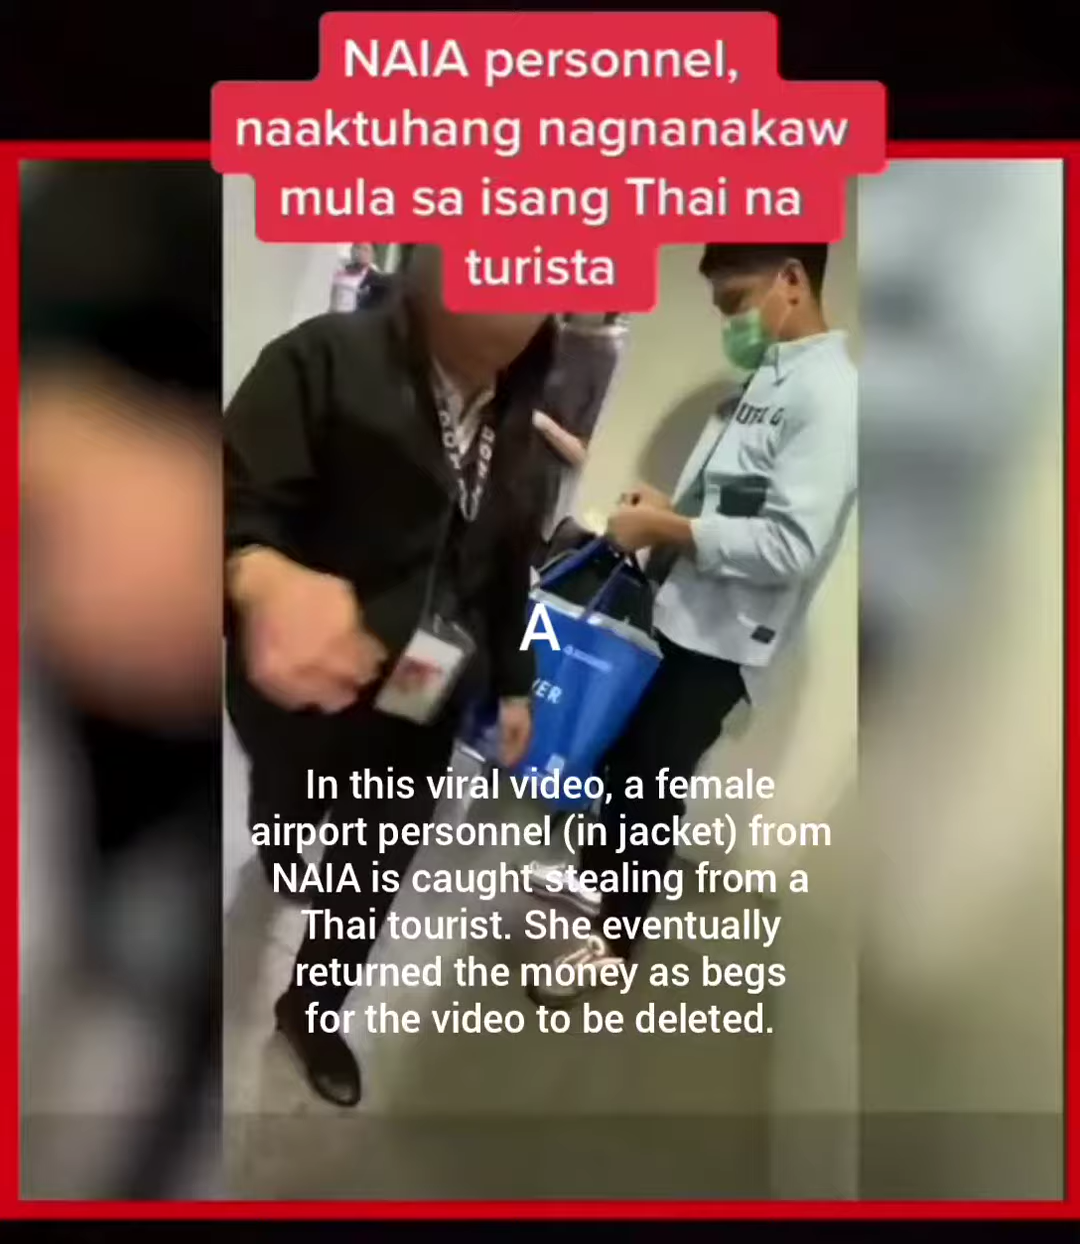 NAIA personnel,
naaktuhang nagnanakaw
mula sa isang Thai na
turista
A
VER
In this viral video, a female
airport personnel (in jacket) from
NAIA is caught stealing from a
Thai tourist. She eventually
returned the money as begs
for the video to be deleted.